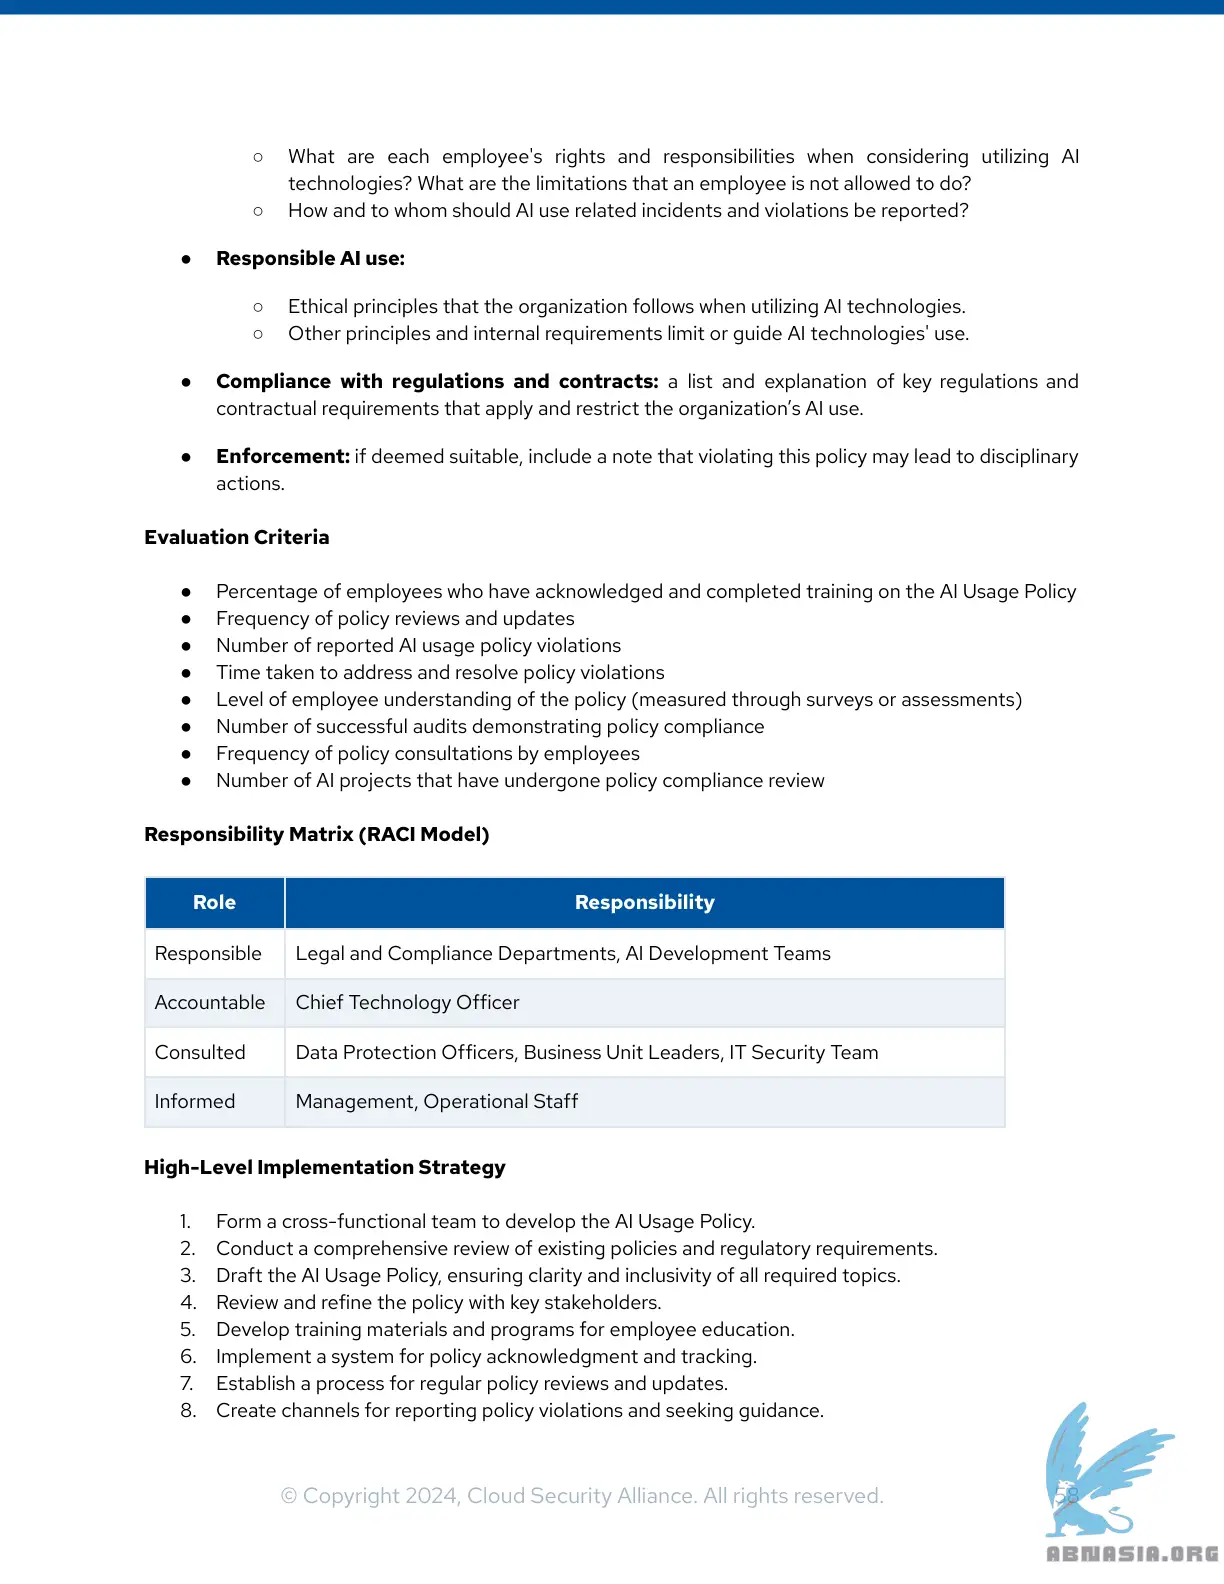 ○ What are each employee's rights and responsibilities when considering utilizing AI
technologies? What are the limitations that an employee is not allowed to do?
○ How and to whom should AI use related incidents and violations be reported?
● Responsible AI use:
○ Ethical principles that the organization follows when utilizing AI technologies.
○ Other principles and internal requirements limit or guide AI technologies' use.
● Compliance with regulations and contracts: a list and explanation of key regulations and
contractual requirements that apply and restrict the organization’s AI use.
● Enforcement: if deemed suitable, include a note that violating this policy may lead to disciplinary
actions.
Evaluation Criteria
● Percentage of employees who have acknowledged and completed training on the AI Usage Policy
● Frequency of policy reviews and updates
● Number of reported AI usage policy violations
● Time taken to address and resolve policy violations
● Level of employee understanding of the policy (measured through surveys or assessments)
● Number of successful audits demonstrating policy compliance
● Frequency of policy consultations by employees
● Number of AI projects that have undergone policy compliance review
Responsibility Matrix (RACI Model)
Role Responsibility
Responsible Legal and Compliance Departments, AI Development Teams
Accountable Chief Technology Officer
Consulted Data Protection Officers, Business Unit Leaders, IT Security Team
Informed Management, Operational Staff
High-Level Implementation Strategy
1. Form a cross-functional team to develop the AI Usage Policy.
2. Conduct a comprehensive review of existing policies and regulatory requirements.
3. Draft the AI Usage Policy, ensuring clarity and inclusivity of all required topics.
4. Review and refine the policy with key stakeholders.
5. Develop training materials and programs for employee education.
6. Implement a system for policy acknowledgment and tracking.
7. Establish a process for regular policy reviews and updates.
8. Create channels for reporting policy violations and seeking guidance.
© Copyright 2024, Cloud Security Alliance. All rights reserved. 58
ABNASIA.ORG